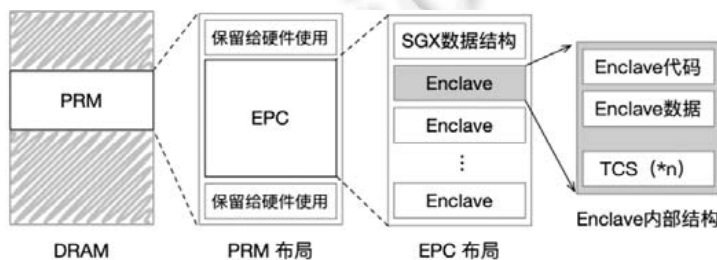 PRM
DRAM
保留给硬件使用
EPC
保留给硬件使用
PRM 布局
SGX数据结构
Enclave
Enclave
⋮
Enclave
EPC 布局
Enclave代码
Enclave数据
TCS（*n）
Enclave内部结构